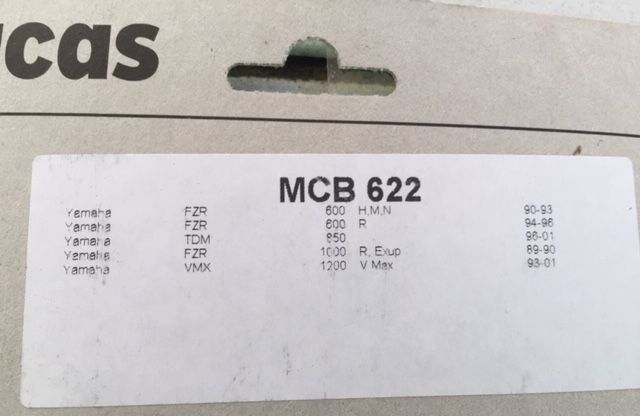 ucas
MCB 622
Yamaha FZR 600 H,M,N 90-93
Yamaha FZR 600 R 94-96
Yamaha TDM 850 96-01
Yamaha FZR 1000 R, Exup 89-90
Yamaha VMX 1200 V Max 93-01